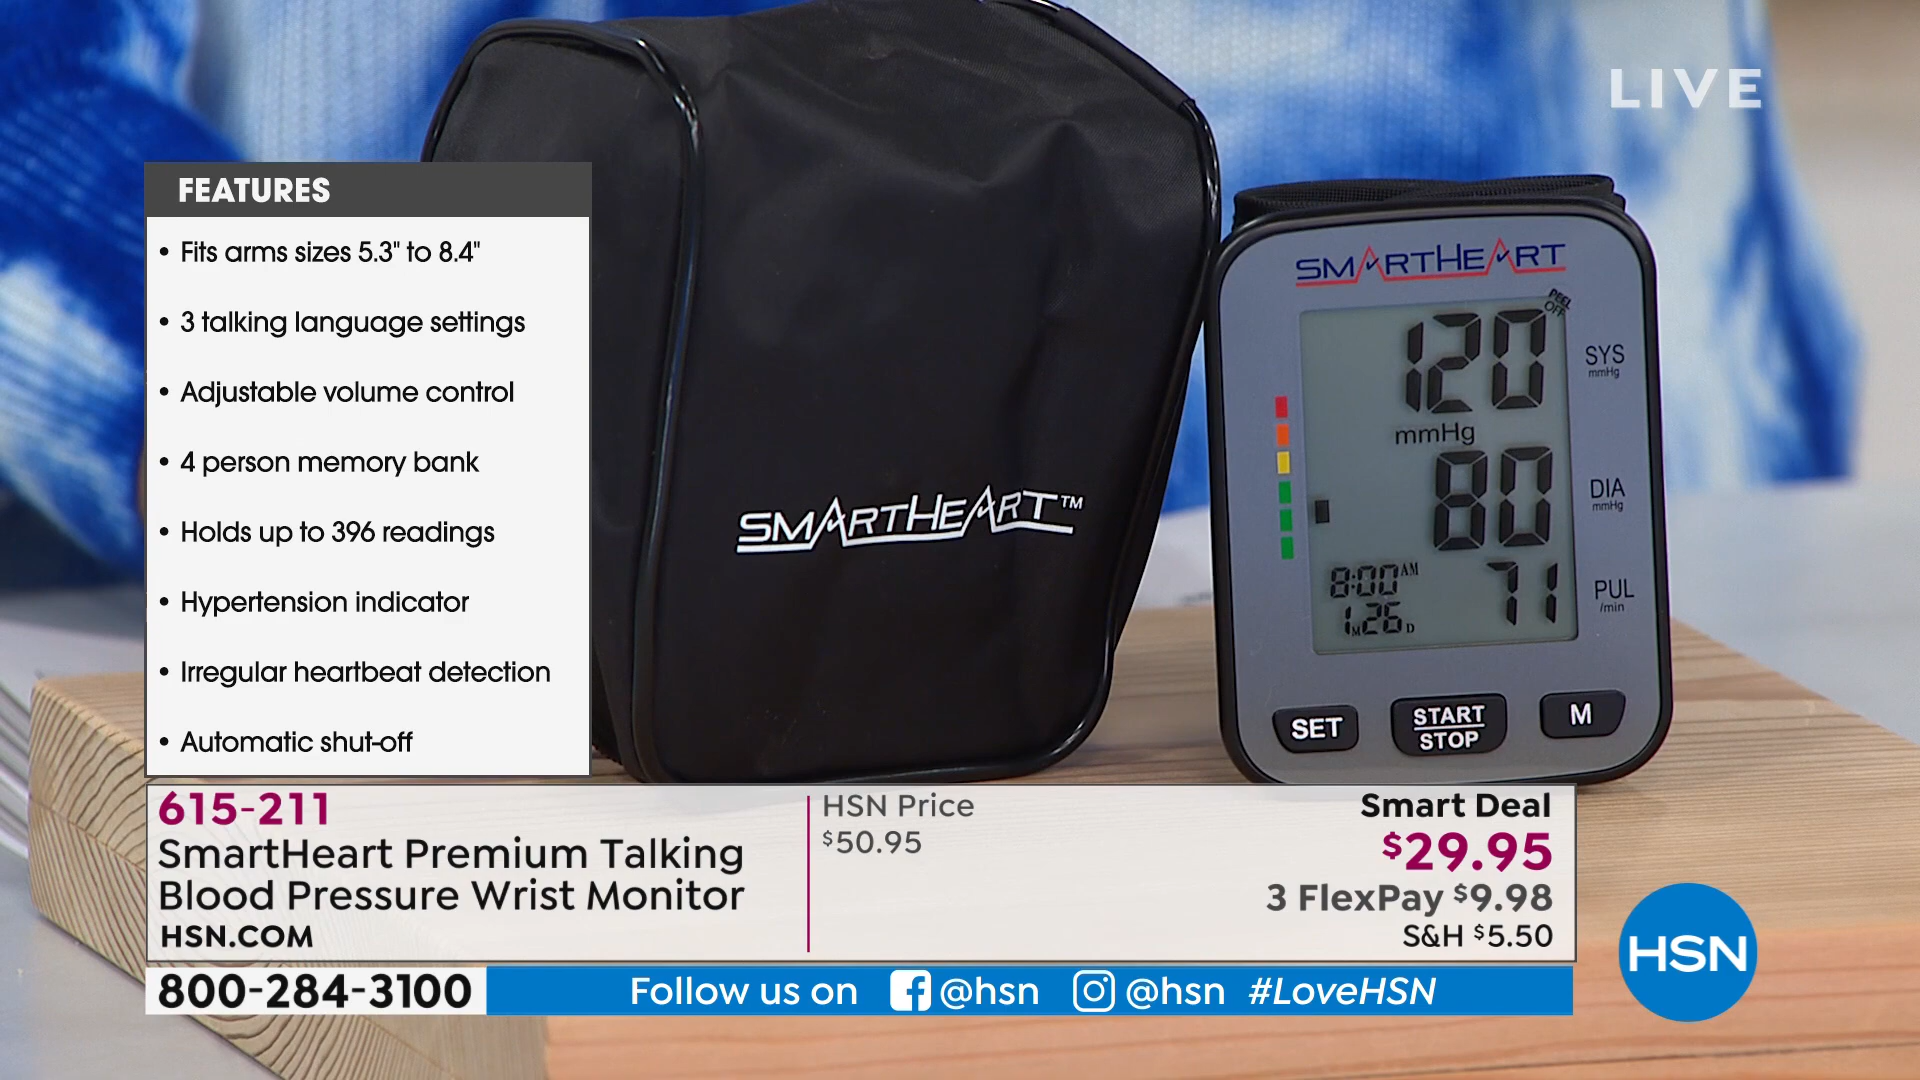 LIVE
FEATURES
• Fits arms sizes 5.3" to 8.4"
• 3 talking language settings
• Adjustable volume control
• 4 person memory bank
• Holds up to 396 readings
• Hypertension indicator
• Irregular heartbeat detection
• Automatic shut-off
SMARTHEART™
SMARTHEART
PEEL
OFF
120
SYS
mmHg
mmHg
80
DIA
mmHg
8:00 AM
1M26D
71
PUL
/min
SET
START
STOP
M
615-211
SmartHeart Premium Talking
Blood Pressure Wrist Monitor
HSN.COM
HSN Price
$50.95
Smart Deal
$29.95
3 FlexPay $9.98
S&H $5.50
HSN
800-284-3100
Follow us on @hsn @hsn #LoveHSN